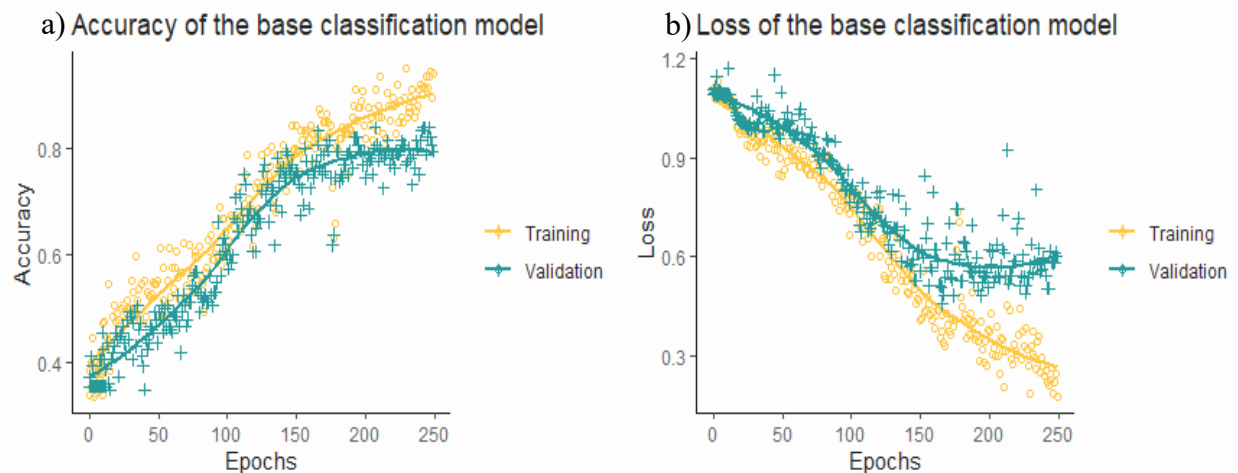 a) Accuracy of the base classification model
Accuracy
0.8
0.6
0.4
0 50 100 150 200 250
Epochs
Training
Validation
b) Loss of the base classification model
Loss
1.2
0.9
0.6
0.3
0 50 100 150 200 250
Epochs
Training
Validation